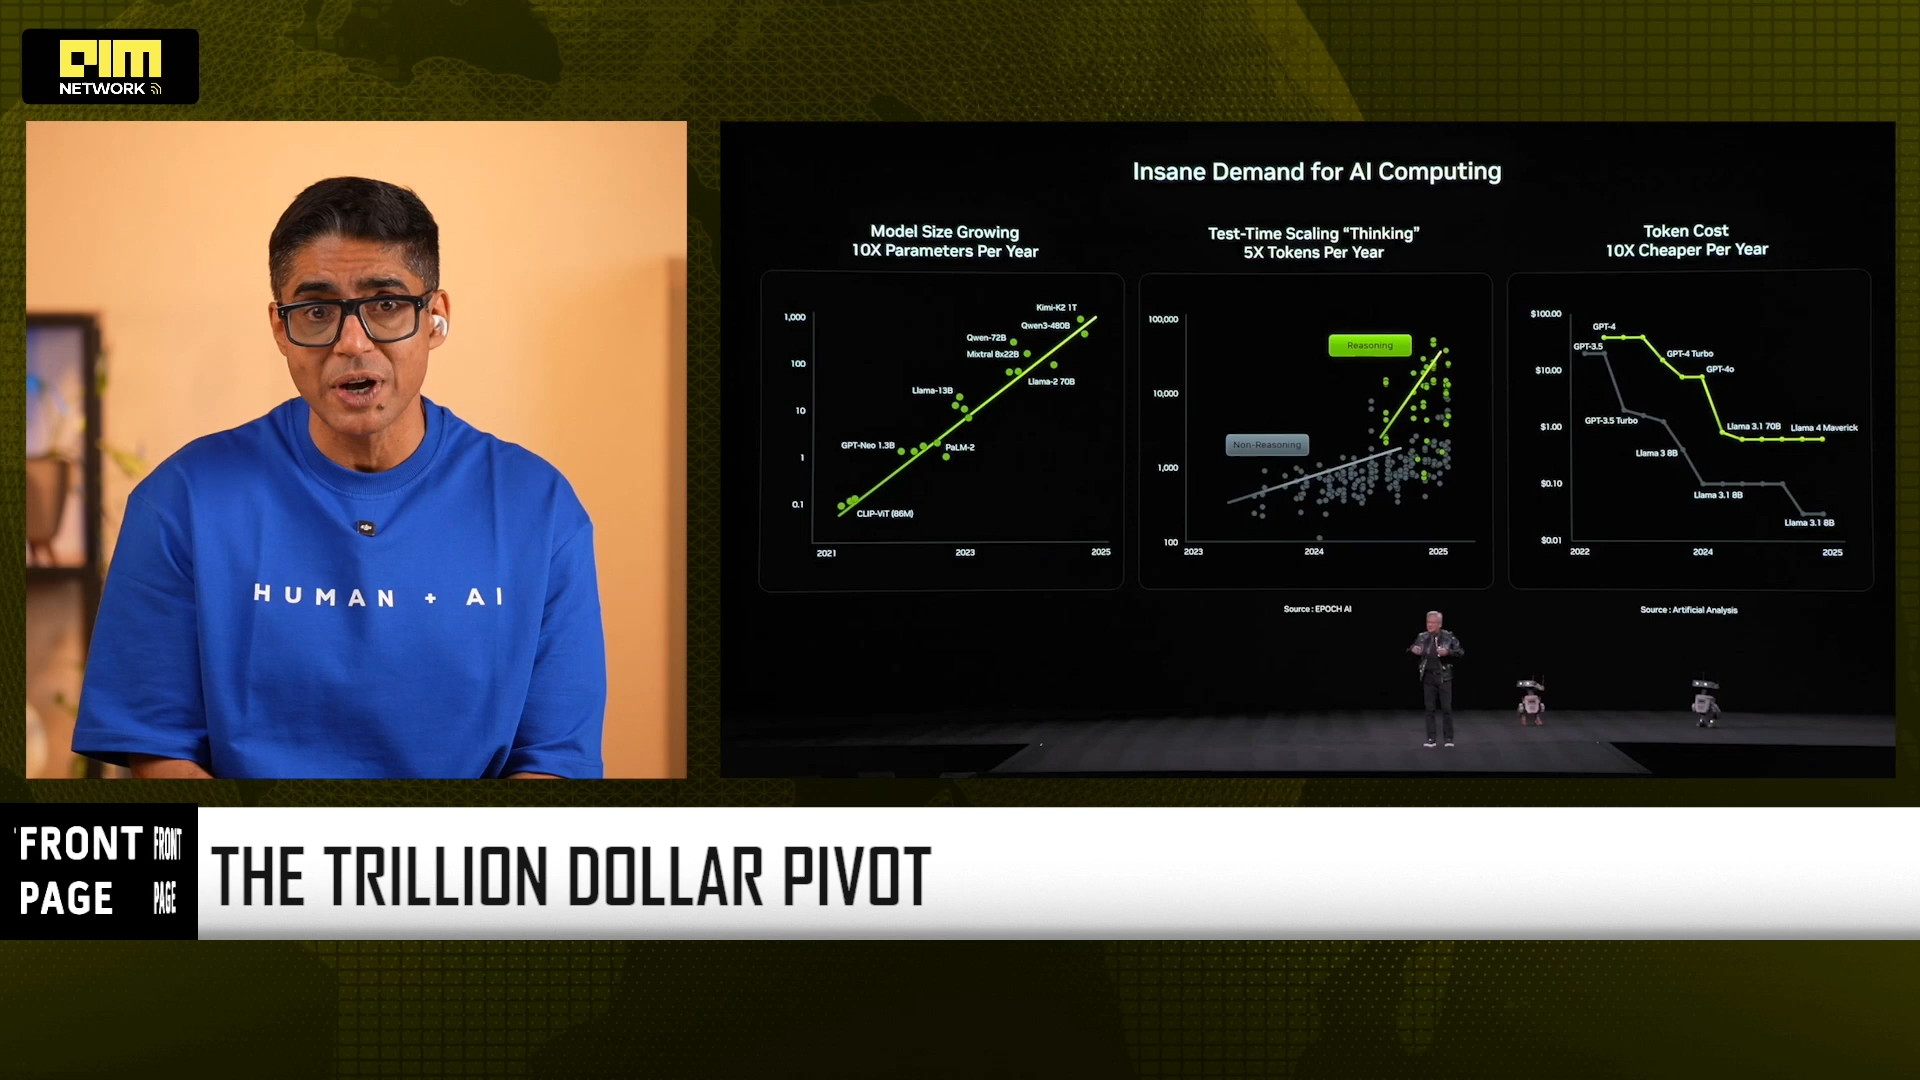 AIM
NETWORK
HUMAN + AI
Insane Demand for AI Computing
Model Size Growing
10X Parameters Per Year
1,000
100
10
1
0.1
Kimi-K2 1T
Qwen3-480B
Qwen-72B
Mixtral 8x22B
Llama-2 70B
Llama-13B
GPT-Neo 1.3B
PaLM-2
CLIP-ViT (86M)
2021
2023
2025
Test-Time Scaling “Thinking”
5X Tokens Per Year
100,000
10,000
1,000
100
Reasoning
Non-Reasoning
2023
2024
2025
Source : EPOCH AI
Token Cost
10X Cheaper Per Year
$100.00
$10.00
$1.00
$0.10
$0.01
GPT-4
GPT-3.5
GPT-4 Turbo
GPT-4o
GPT-3.5 Turbo
Llama 3.1 70B
Llama 4 Maverick
Llama 3 8B
Llama 3.1 8B
Llama 3.1 8B
2022
2024
2025
Source : Artificial Analysis
FRONT
PAGE
FRONT
PAGE
THE TRILLION DOLLAR PIVOT